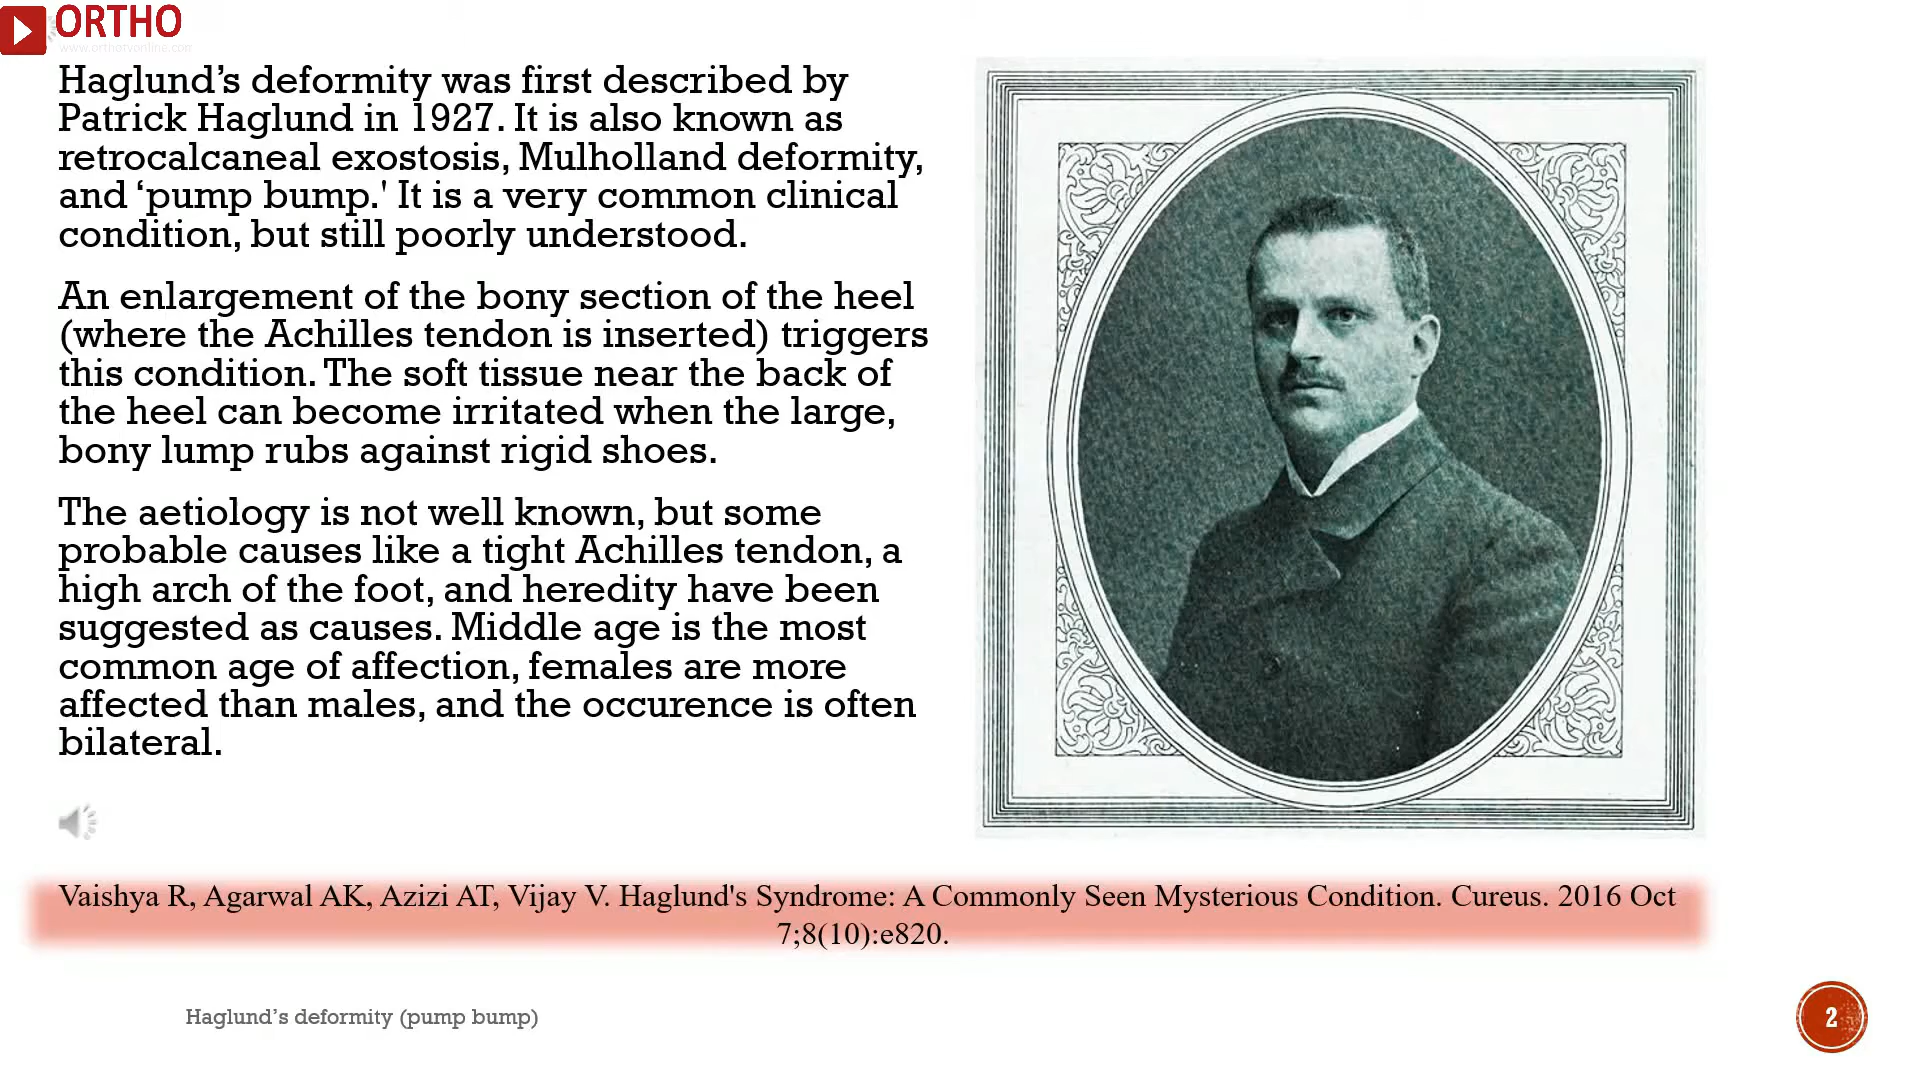 ORTHO
www.orthotvonline.com
Haglund’s deformity was first described by
Patrick Haglund in 1927. It is also known as
retrocalcaneal exostosis, Mulholland deformity,
and ‘pump bump.' It is a very common clinical
condition, but still poorly understood.
An enlargement of the bony section of the heel
(where the Achilles tendon is inserted) triggers
this condition. The soft tissue near the back of
the heel can become irritated when the large,
bony lump rubs against rigid shoes.
The aetiology is not well known, but some
probable causes like a tight Achilles tendon, a
high arch of the foot, and heredity have been
suggested as causes. Middle age is the most
common age of affection, females are more
affected than males, and the occurence is often
bilateral.
Vaishya R, Agarwal AK, Azizi AT, Vijay V. Haglund's Syndrome: A Commonly Seen Mysterious Condition. Cureus. 2016 Oct
7;8(10):e820.
Haglund’s deformity (pump bump)
2